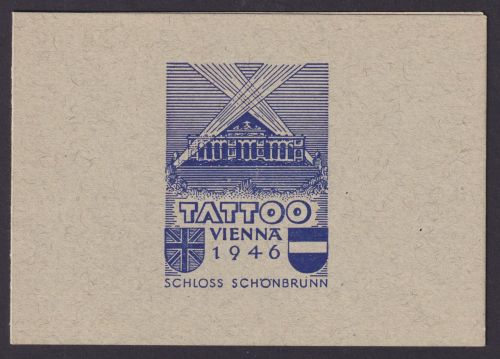 TATTOO
VIENNA
1946
SCHLOSS SCHÖNBRUNN